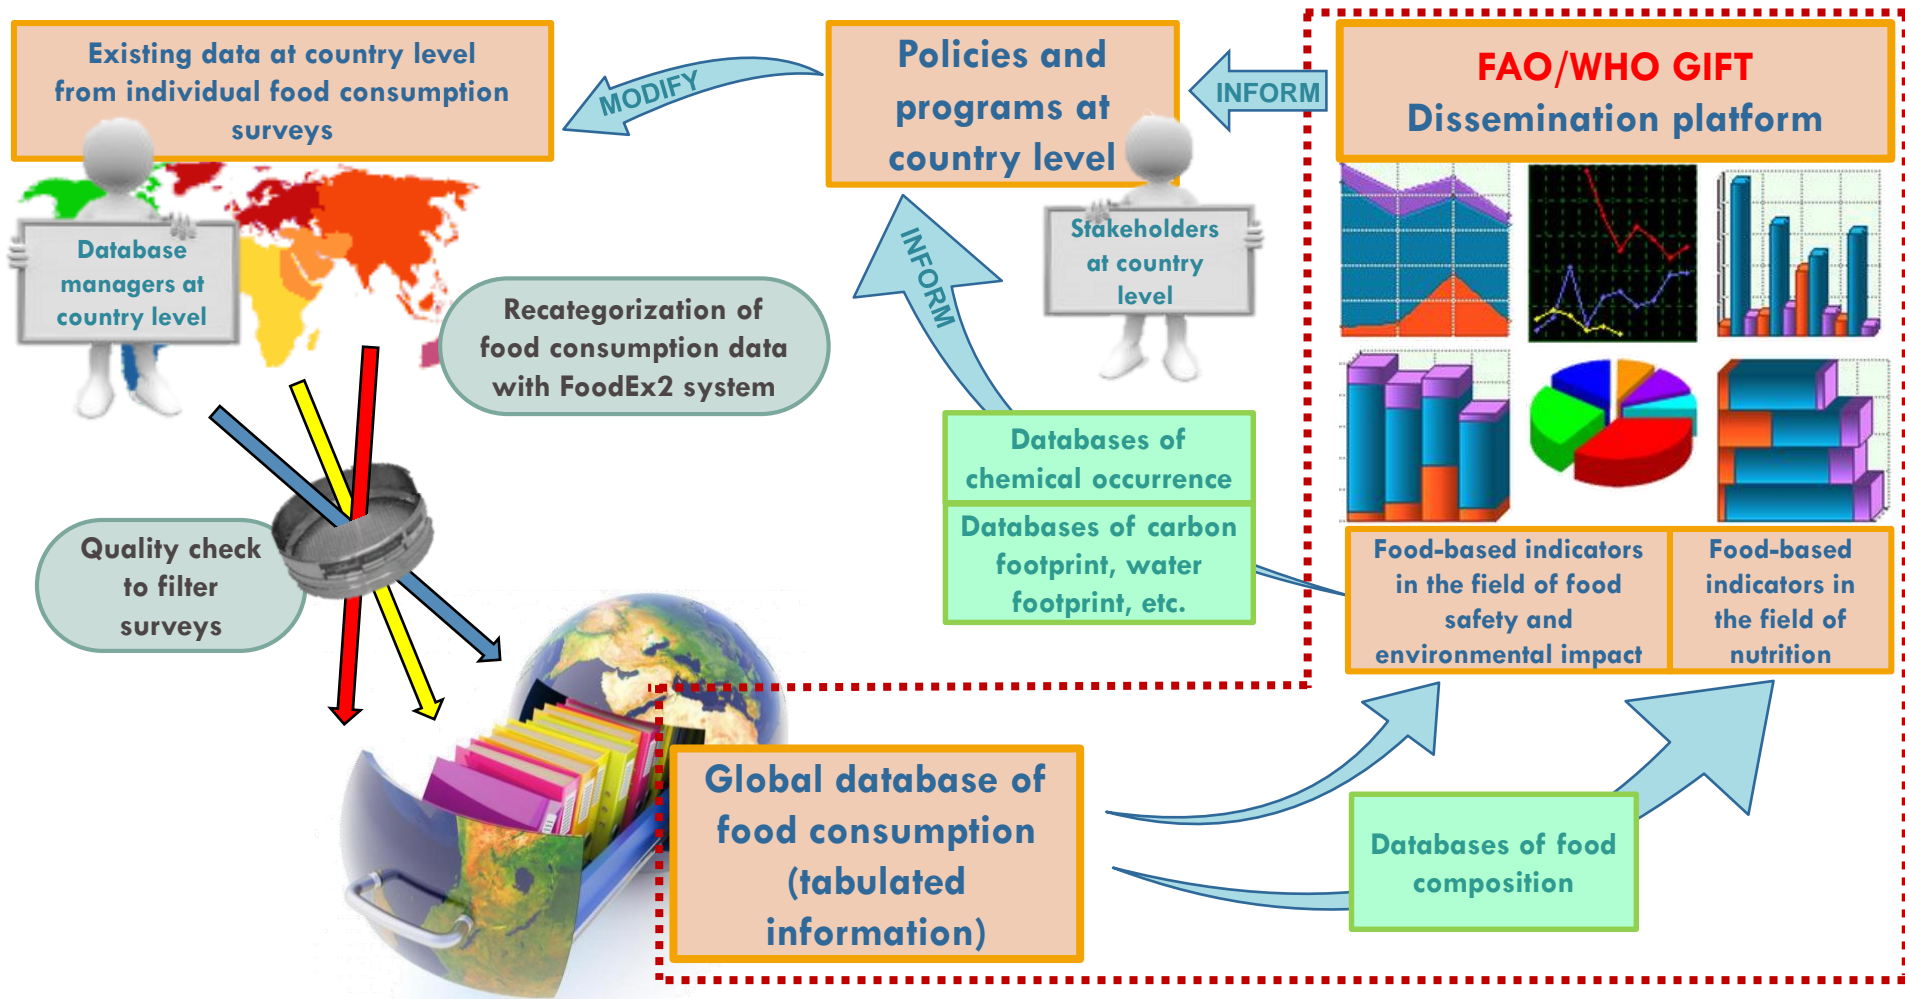 Existing data at country level
from individual food consumption
surveys
MODIFY
Policies and
programs at
country level
INFORM
FAO/WHO GIFT
Dissemination platform
Database
managers at
country level
Stakeholders
at country
level
INFORM
Recategorization of
food consumption data
with FoodEx2 system
Databases of
chemical occurrence
Databases of carbon
footprint, water
footprint, etc.
Quality check
to filter
surveys
Food-based indicators
in the field of food
safety and
environmental impact
Food-based
indicators in
the field of
nutrition
Global database of
food consumption
(tabulated
information)
Databases of food
composition